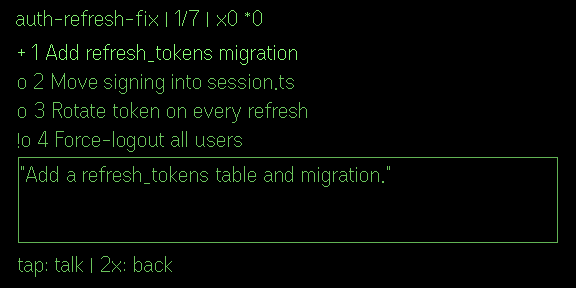 auth-refresh-fix | 1/7 | x0 *0
+ 1 Add refresh_tokens migration
o 2 Move signing into session.ts
o 3 Rotate token on every refresh
!o 4 Force-logout all users
"Add a refresh_tokens table and migration."
tap: talk | 2x: back